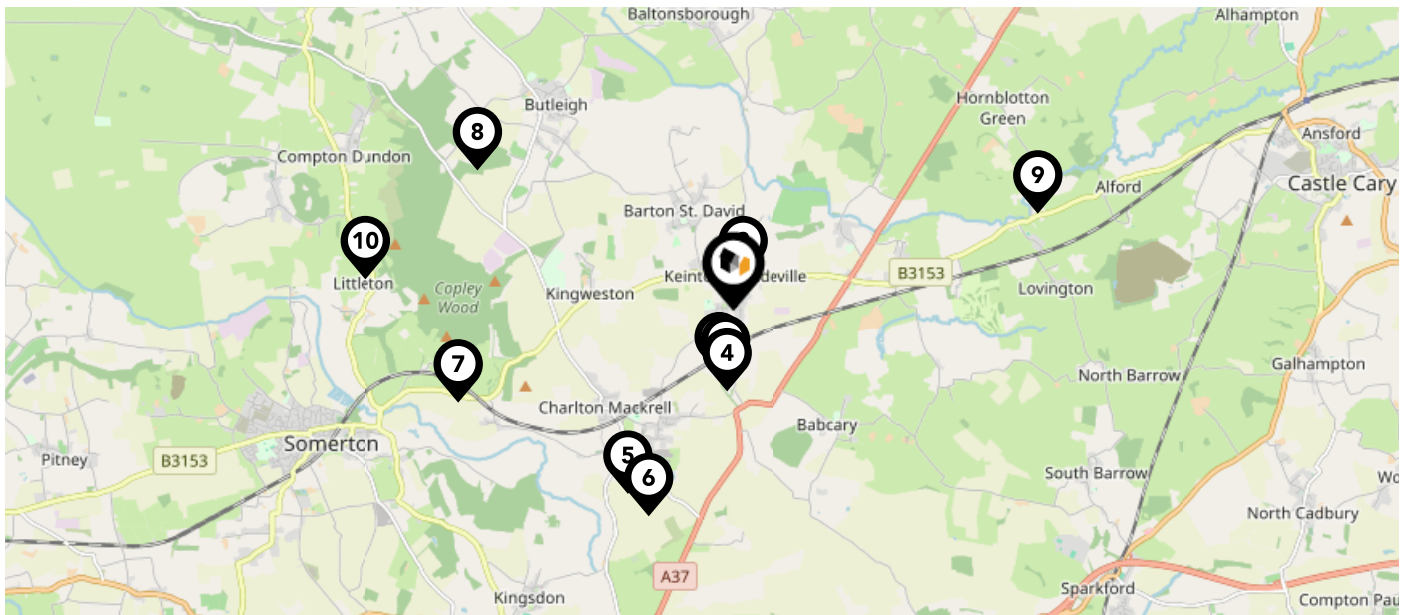 Baltonsborough
Alhampton
Hornblotton
Green
Butleigh
8
Ansford
Compton Dundon
9
Castle Cary
Alford
Barton St. David
10
B3153
Littleton
Copley
Wood
Kingweston
Lovington
4
7
Galhampton
North Barrow
Charlton Mackrell
Babcary
Somerton
Pitney
B3153
5
6
South Barrow
North Cadbury
A37
Kingsdon
Sparkford